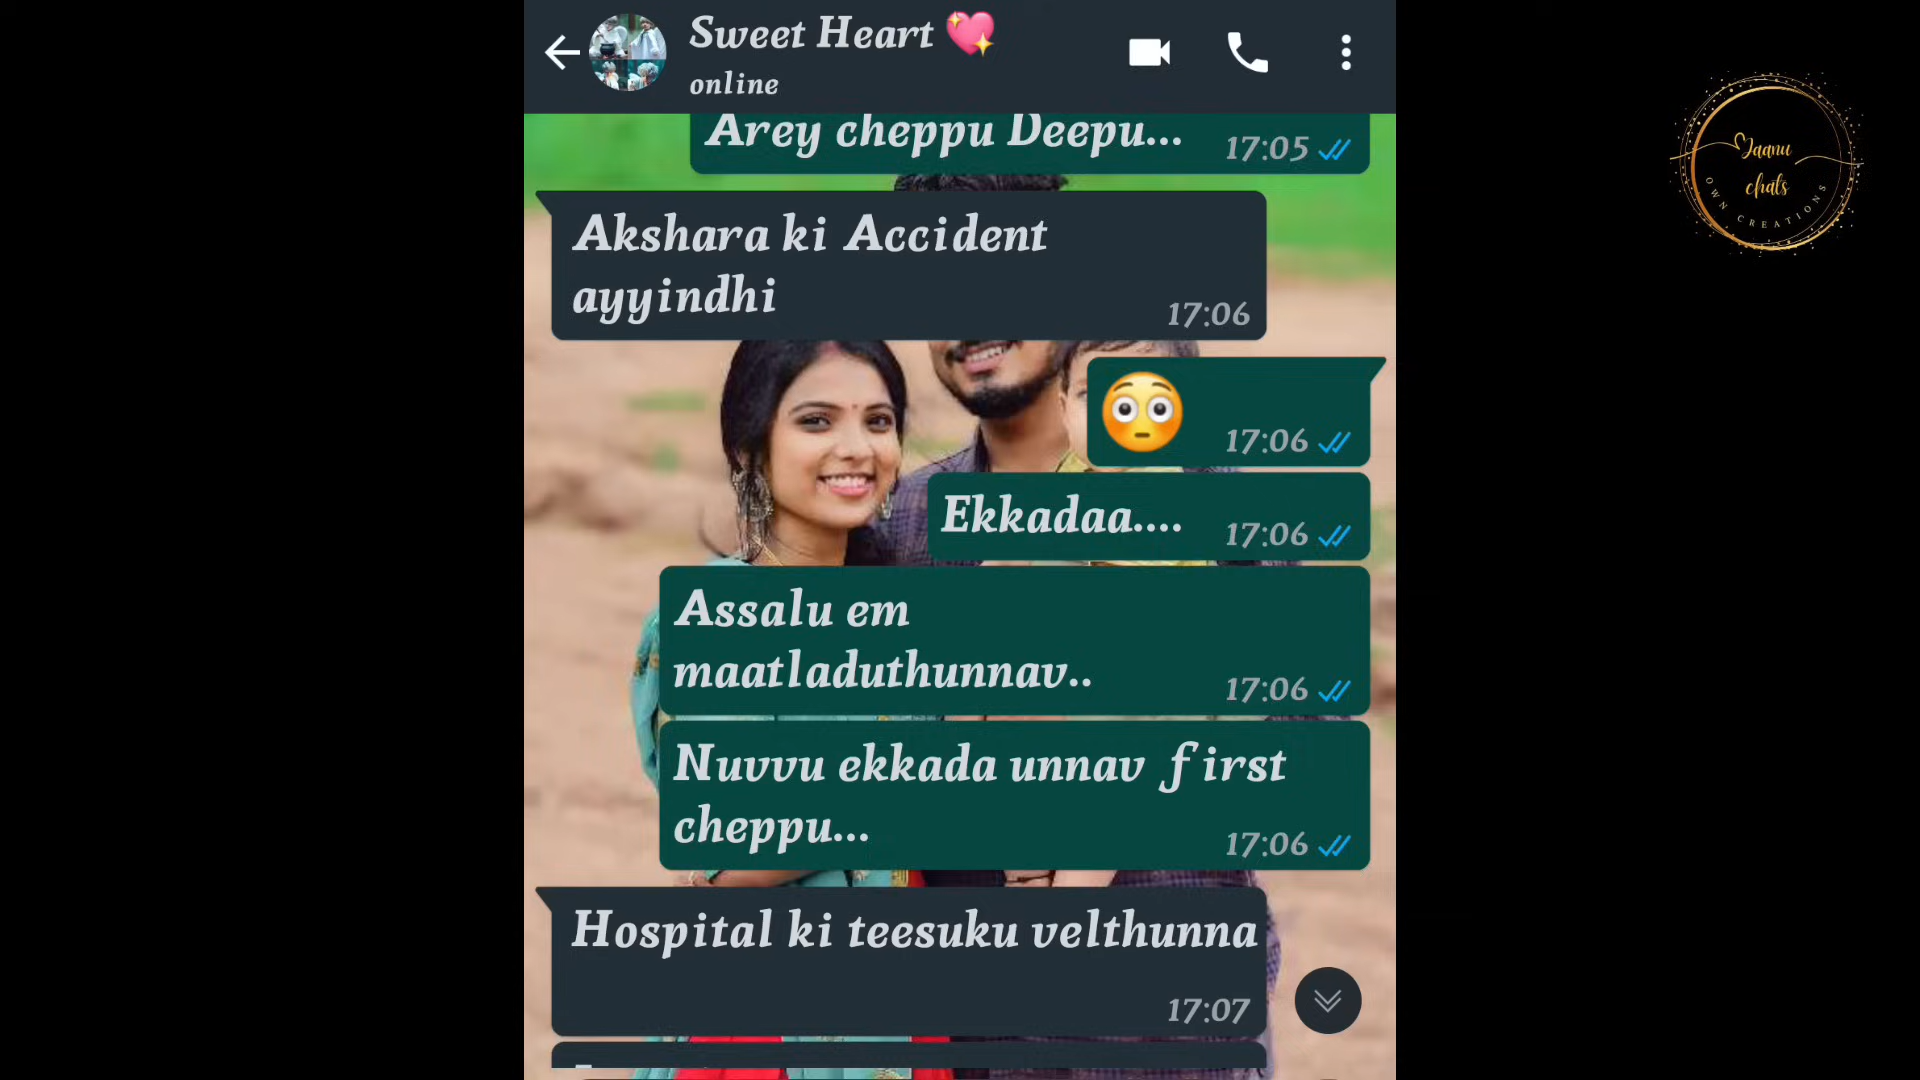 Sweet Heart 💖
online
Arey cheppu Deepu...
17:05
Akshara ki Accident
ayyindhi
17:06
😳
17:06
Ekkadaa....
17:06
Assalu em
maatladuthunnav..
17:06
Nuvvu ekkada unnav first
cheppu...
17:06
Hospital ki teesuku velthunna
17:07
Jaanu
chats
OWN CREATIONS